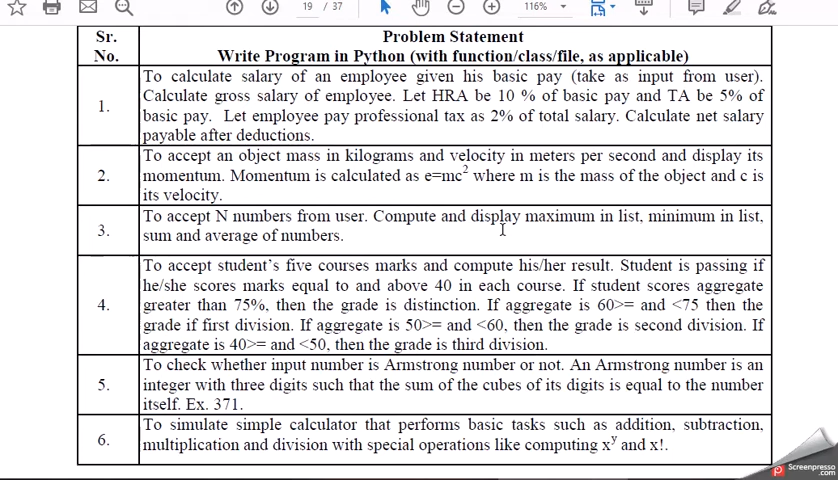 19 / 37
116%
Sr. No.
Problem Statement
Write Program in Python (with function/class/file, as applicable)
1.
To calculate salary of an employee given his basic pay (take as input from user).
Calculate gross salary of employee. Let HRA be 10 % of basic pay and TA be 5% of
basic pay. Let employee pay professional tax as 2% of total salary. Calculate net salary
payable after deductions.
2.
To accept an object mass in kilograms and velocity in meters per second and display its
momentum. Momentum is calculated as e=mc² where m is the mass of the object and c is
its velocity.
3.
To accept N numbers from user. Compute and display maximum in list, minimum in list,
sum and average of numbers.
4.
To accept student's five courses marks and compute his/her result. Student is passing if
he/she scores marks equal to and above 40 in each course. If student scores aggregate
greater than 75%, then the grade is distinction. If aggregate is 60>= and <75 then the
grade if first division. If aggregate is 50>= and <60, then the grade is second division. If
aggregate is 40>= and <50, then the grade is third division.
5.
To check whether input number is Armstrong number or not. An Armstrong number is an
integer with three digits such that the sum of the cubes of its digits is equal to the number
itself. Ex. 371.
6.
To simulate simple calculator that performs basic tasks such as addition, subtraction,
multiplication and division with special operations like computing xʸ and x!.
Screenpresso
.com